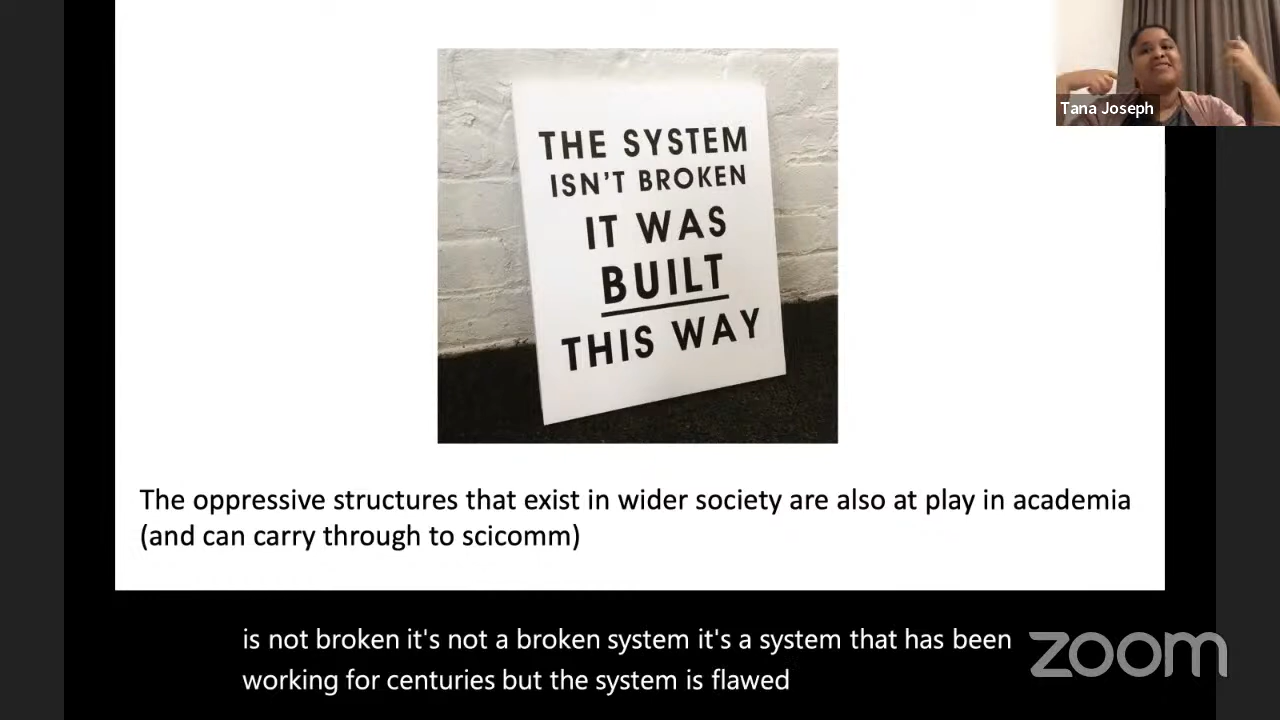 Tana Joseph
THE SYSTEM
ISN'T BROKEN
IT WAS
BUILT
THIS WAY
The oppressive structures that exist in wider society are also at play in academia
(and can carry through to scicomm)
is not broken it's not a broken system it's a system that has been
working for centuries but the system is flawed
zoom